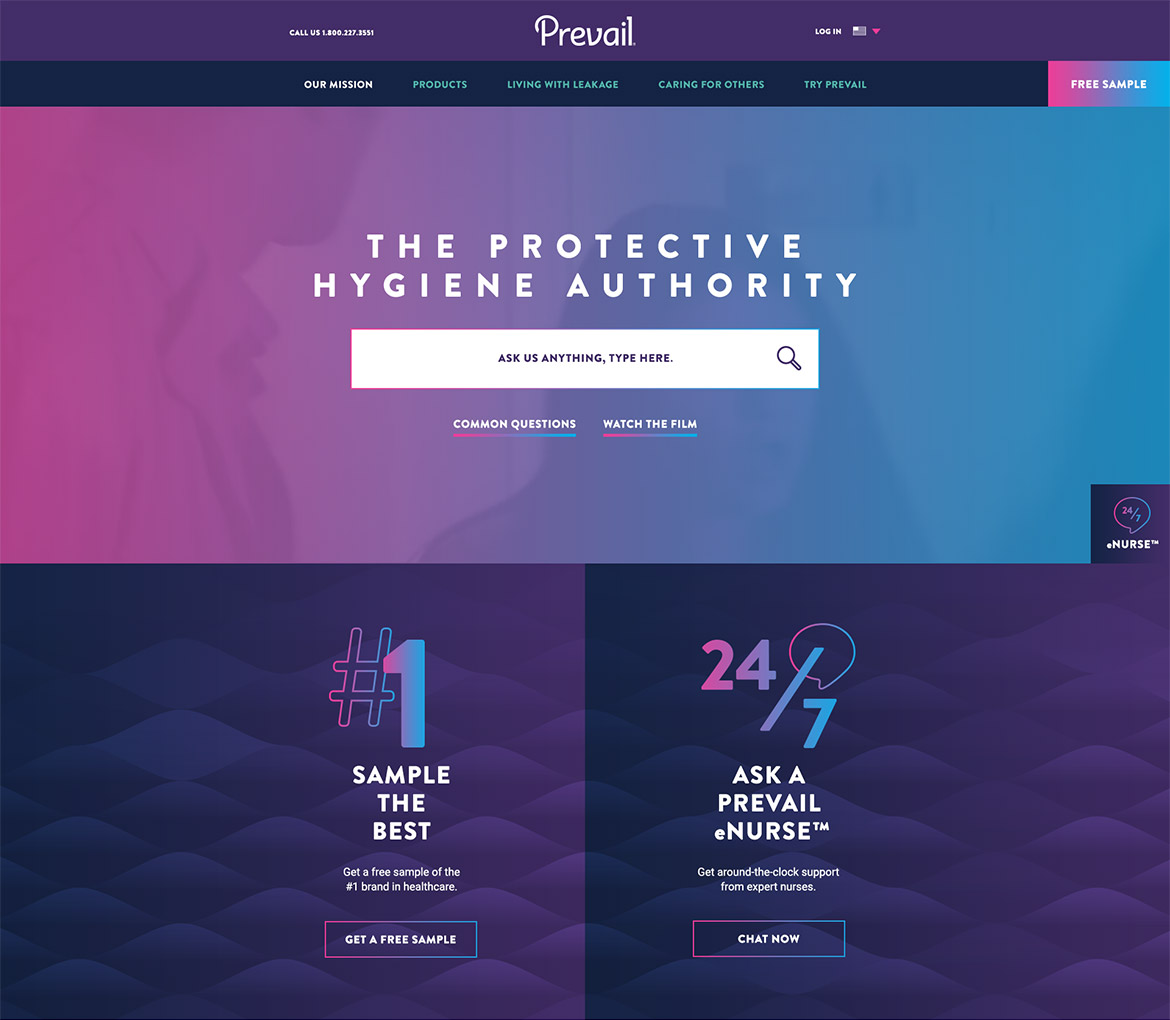 CALL US 1.800.227.3551
Prevail
LOG IN
OUR MISSION
PRODUCTS
LIVING WITH LEAKAGE
CARING FOR OTHERS
TRY PREVAIL
FREE SAMPLE
THE PROTECTIVE
HYGIENE AUTHORITY
ASK US ANYTHING, TYPE HERE.
COMMON QUESTIONS
WATCH THE FILM
24/7
eNURSE™
#1
SAMPLE
THE
BEST
Get a free sample of the
#1 brand in healthcare.
GET A FREE SAMPLE
24/7
ASK A
PREVAIL
eNURSE™
Get around-the-clock support
from expert nurses.
CHAT NOW